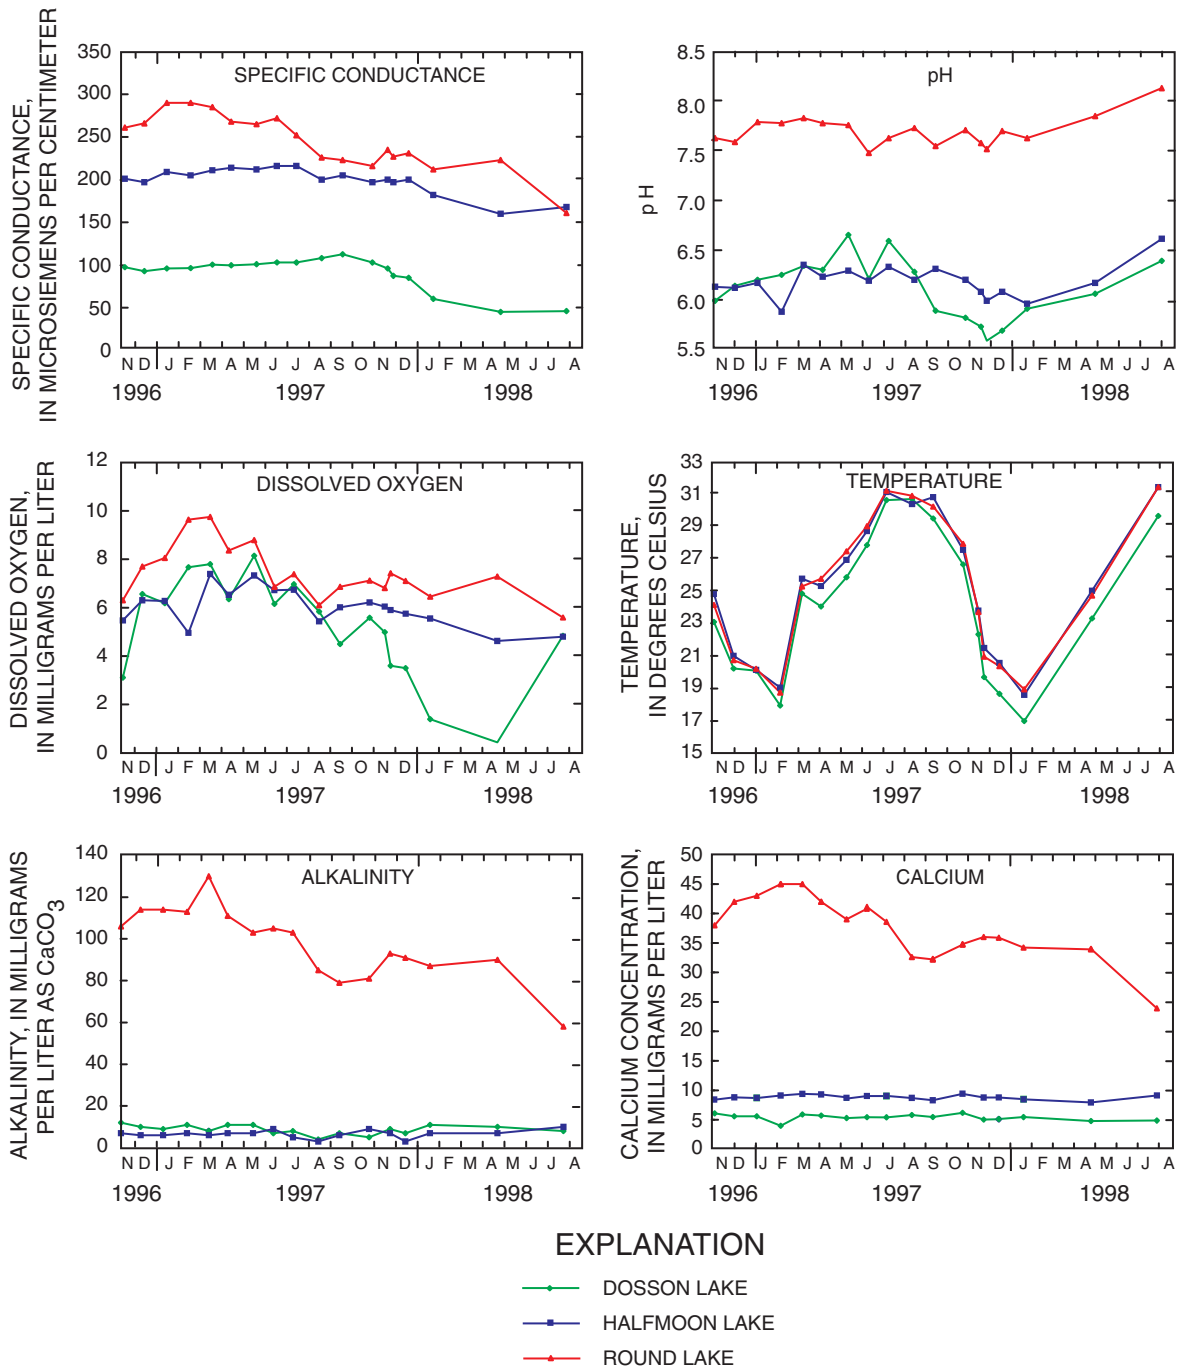 SPECIFIC CONDUCTANCE,
IN MICROSIEMENS PER CENTIMETER
350
300
250
200
150
100
50
0
SPECIFIC CONDUCTANCE
N D J F M A M J J A S O N D J F M A M J J A
1996 1997 1998
pH
8.5
8.0
7.5
7.0
6.5
6.0
5.5
pH
N D J F M A M J J A S O N D J F M A M J J A
1996 1997 1998
DISSOLVED OXYGEN,
IN MILLIGRAMS PER LITER
12
10
8
6
4
2
0
DISSOLVED OXYGEN
N D J F M A M J J A S O N D J F M A M J J A
1996 1997 1998
TEMPERATURE,
IN DEGREES CELSIUS
33
31
29
27
25
23
21
19
17
15
TEMPERATURE
N D J F M A M J J A S O N D J F M A M J J A
1996 1997 1998
ALKALINITY, IN MILLIGRAMS
PER LITER AS CaCO3
140
120
100
80
60
40
20
0
ALKALINITY
N D J F M A M J J A S O N D J F M A M J J A
1996 1997 1998
CALCIUM CONCENTRATION,
IN MILLIGRAMS PER LITER
50
45
40
35
30
25
20
15
10
5
0
CALCIUM
N D J F M A M J J A S O N D J F M A M J J A
1996 1997 1998
EXPLANATION
DOSSON LAKE
HALFMOON LAKE
ROUND LAKE